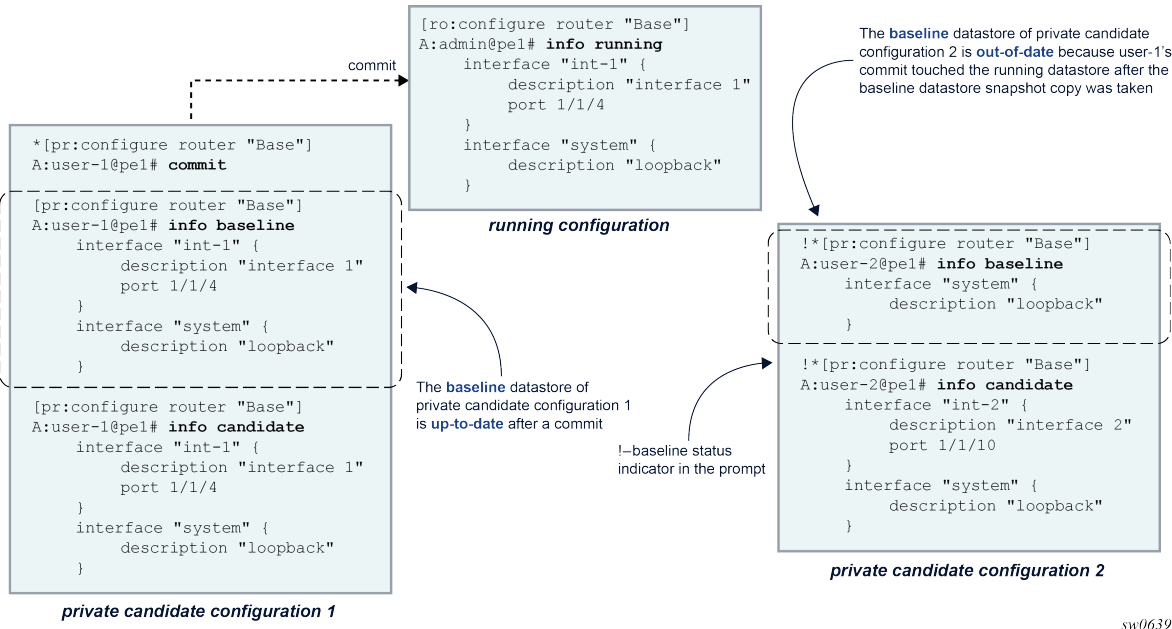 [ro:configure router "Base"]
A:admin@pe1# info running
interface "int-1" {
description "interface 1"
port 1/1/4
}
interface "system" {
description "loopback"
}
running configuration
commit
*[pr:configure router "Base"]
A:user-1@pe1# commit
[pr:configure router "Base"]
A:user-1@pe1# info baseline
interface "int-1" {
description "interface 1"
port 1/1/4
}
interface "system" {
description "loopback"
}
[pr:configure router "Base"]
A:user-1@pe1# info candidate
interface "int-1" {
description "interface 1"
port 1/1/4
}
interface "system" {
description "loopback"
}
private candidate configuration 1
The baseline datastore of
private candidate configuration 1
is up-to-date after a commit
The baseline datastore of private candidate
configuration 2 is out-of-date because user-1's
commit touched the running datastore after the
baseline datastore snapshot copy was taken
!*[pr:configure router "Base"]
A:user-2@pe1# info baseline
interface "system" {
description "loopback"
}
!*[pr:configure router "Base"]
A:user-2@pe1# info candidate
interface "int-2" {
description "interface 2"
port 1/1/10
}
interface "system" {
description "loopback"
}
private candidate configuration 2
!–baseline status
indicator in the prompt
sw0639